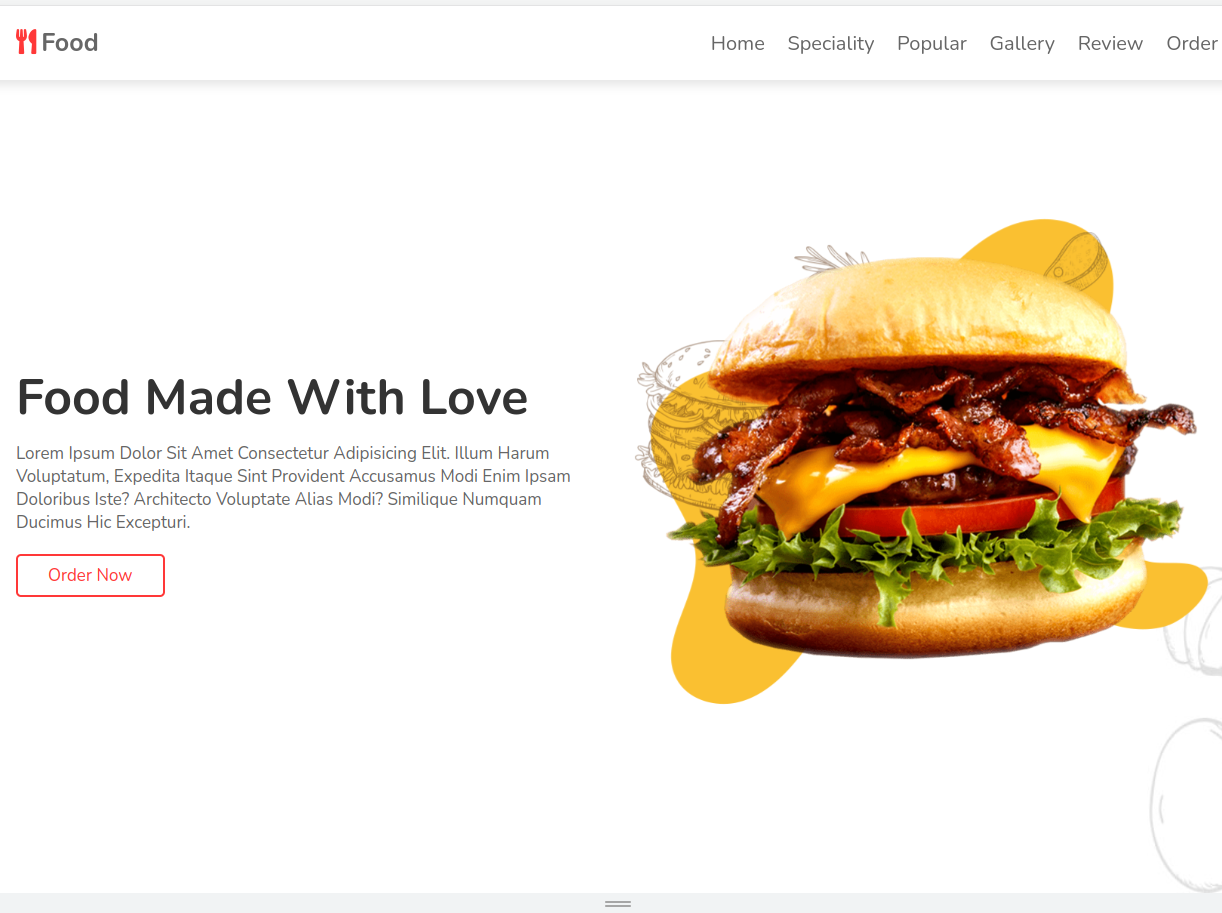 Food
Home Speciality Popular Gallery Review Order
Food Made With Love
Lorem Ipsum Dolor Sit Amet Consectetur Adipisicing Elit. Illum Harum
Voluptatum, Expedita Itaque Sint Provident Accusamus Modi Enim Ipsam
Doloribus Iste? Architecto Voluptate Alias Modi? Similique Numquam
Ducimus Hic Excepturi.
Order Now